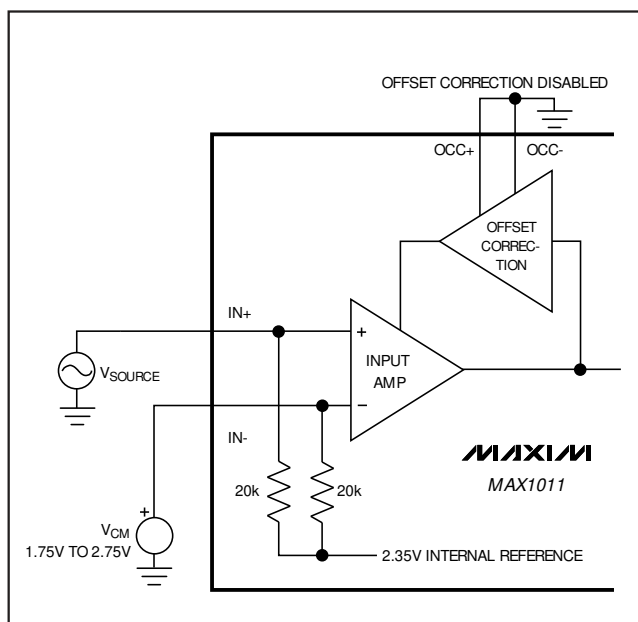 OFFSET CORRECTION DISABLED
OCC+
OCC-
OFFSET
CORREC-
TION
IN+
+
INPUT
AMP
−
VSOURCE
IN-
MAXIM
MAX1011
20k
20k
+
VCM
1.75V TO 2.75V
2.35V INTERNAL REFERENCE